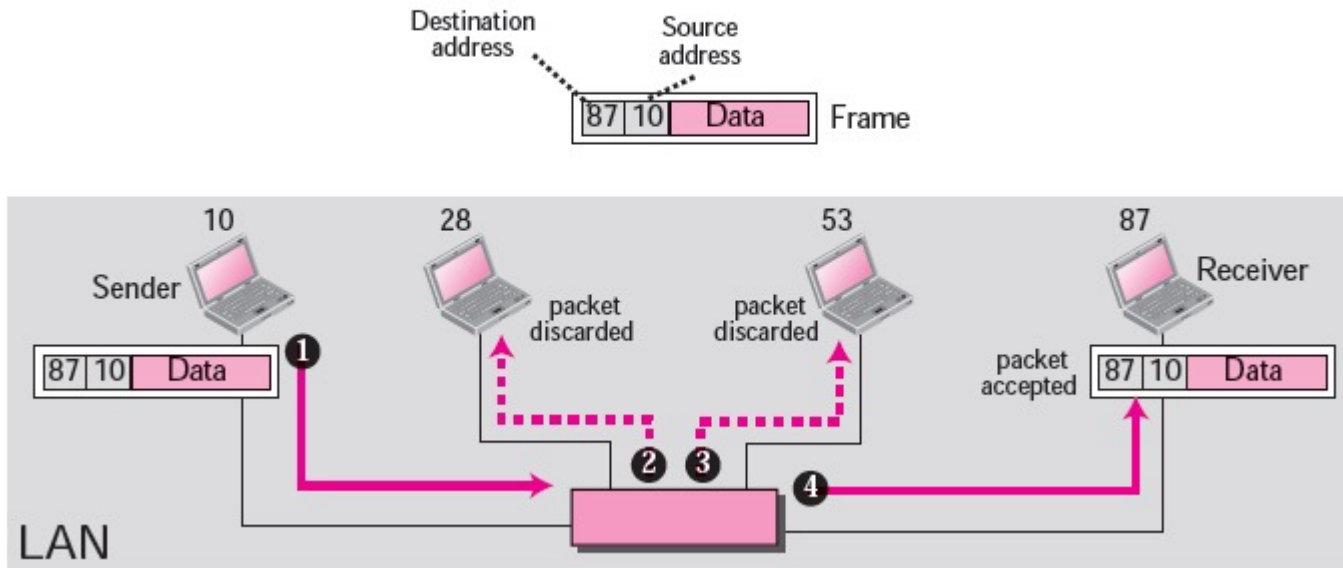 Destination
address
Source
address
87 10 Data
Frame
10
28
53
87
Sender
packet
discarded
packet
discarded
Receiver
1
87 10 Data
packet
accepted
87 10 Data
2
3
4
LAN